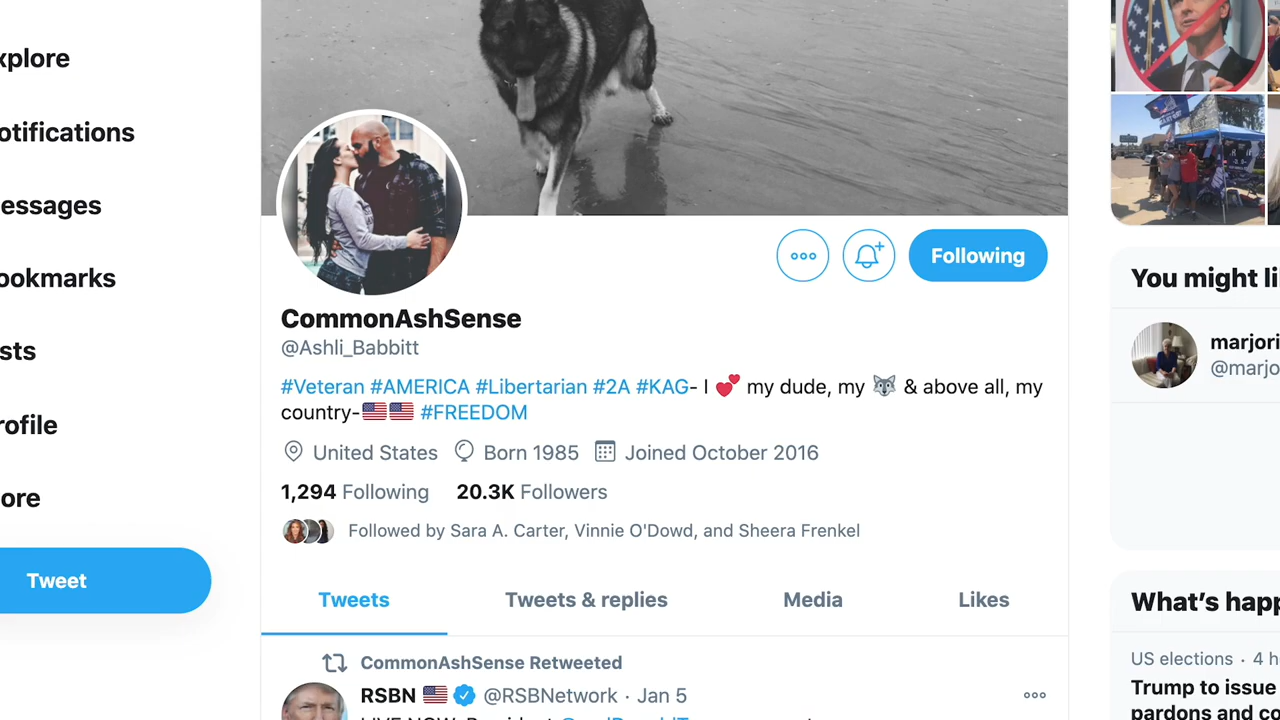 xplore
otifications
essages
ookmarks
sts
rofile
ore
Tweet
Following
CommonAshSense
@Ashli_Babbitt
#Veteran #AMERICA #Libertarian #2A #KAG- I 💕 my dude, my 🐺 & above all, my
country-🇺🇸🇺🇸 #FREEDOM
United States Born 1985 Joined October 2016
1,294 Following 20.3K Followers
Followed by Sara A. Carter, Vinnie O'Dowd, and Sheera Frenkel
Tweets Tweets & replies Media Likes
CommonAshSense Retweeted
RSBN 🇺🇸 @RSBNetwork · Jan 5
LIVE NOW: President
You might li
marjori
@marjo
What's happ
US elections · 4 h
Trump to issue
pardons and co